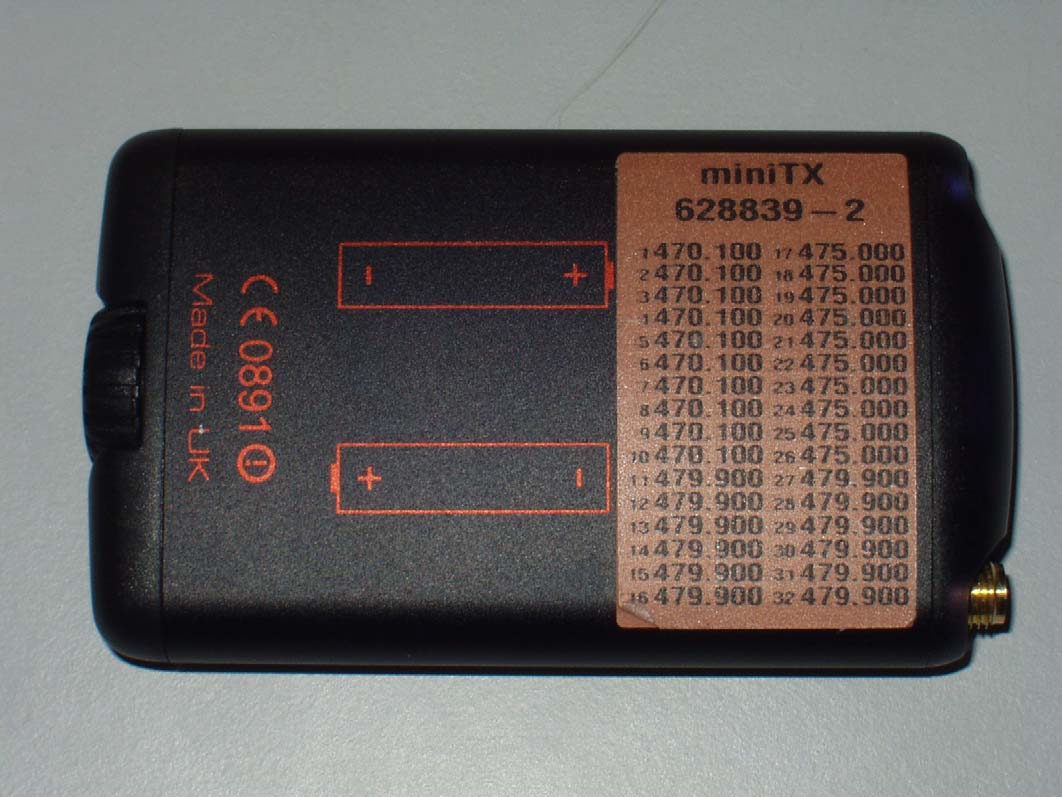 miniTX
628839-2
1 470.100 17 475.000
2 470.100 18 475.000
3 470.100 19 475.000
4 470.100 20 475.000
5 470.100 21 475.000
6 470.100 22 475.000
7 470.100 23 475.000
8 470.100 24 475.000
9 470.100 25 475.000
10 470.100 26 475.000
11 479.900 27 479.900
12 479.900 28 479.900
13 479.900 29 479.900
14 479.900 30 479.900
15 479.900 31 479.900
16 479.900 32 479.900
- +
+ -
CE 0891 !
Made in UK